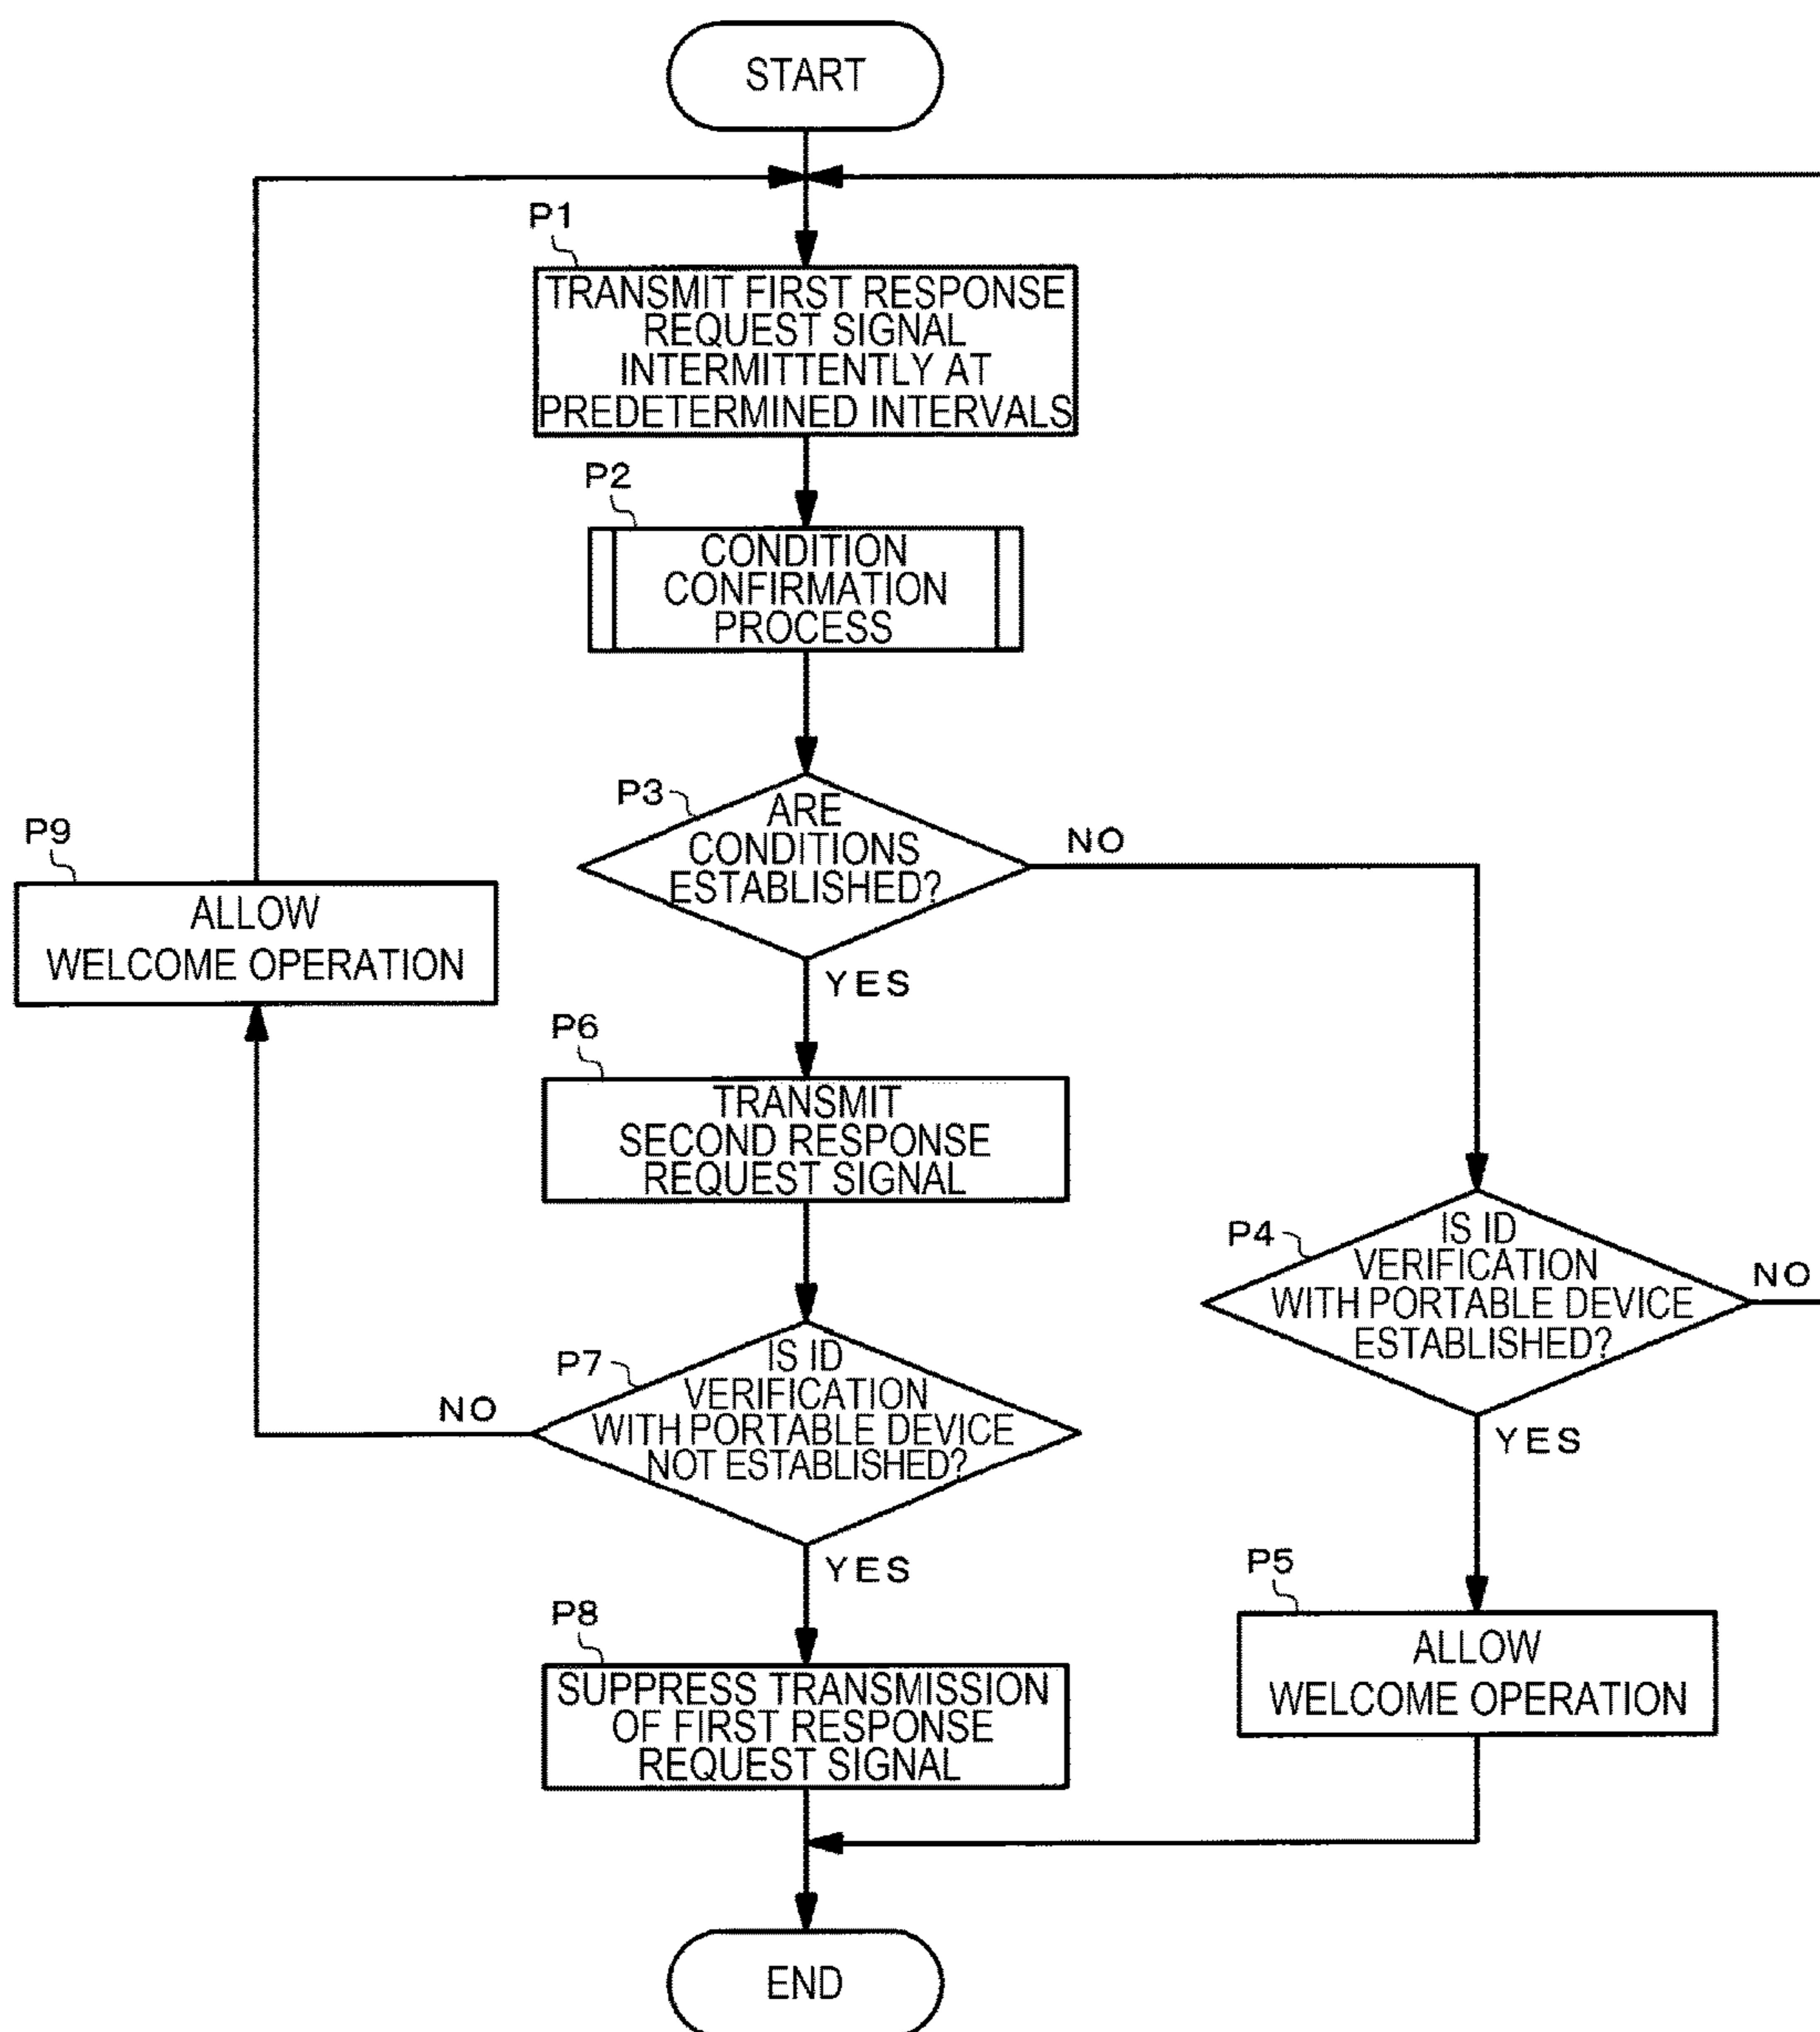 START
P1
TRANSMIT FIRST RESPONSE
REQUEST SIGNAL
INTERMITTENTLY AT
PREDETERMINED INTERVALS
P2
CONDITION
CONFIRMATION
PROCESS
P3
ARE
CONDITIONS
ESTABLISHED?
NO
YES
P9
ALLOW
WELCOME OPERATION
P6
TRANSMIT
SECOND RESPONSE
REQUEST SIGNAL
P4
IS ID
VERIFICATION
WITH PORTABLE DEVICE
ESTABLISHED?
NO
YES
P7
IS ID
VERIFICATION
WITH PORTABLE DEVICE
NOT ESTABLISHED?
NO
YES
P5
ALLOW
WELCOME OPERATION
P8
SUPPRESS TRANSMISSION
OF FIRST RESPONSE
REQUEST SIGNAL
END